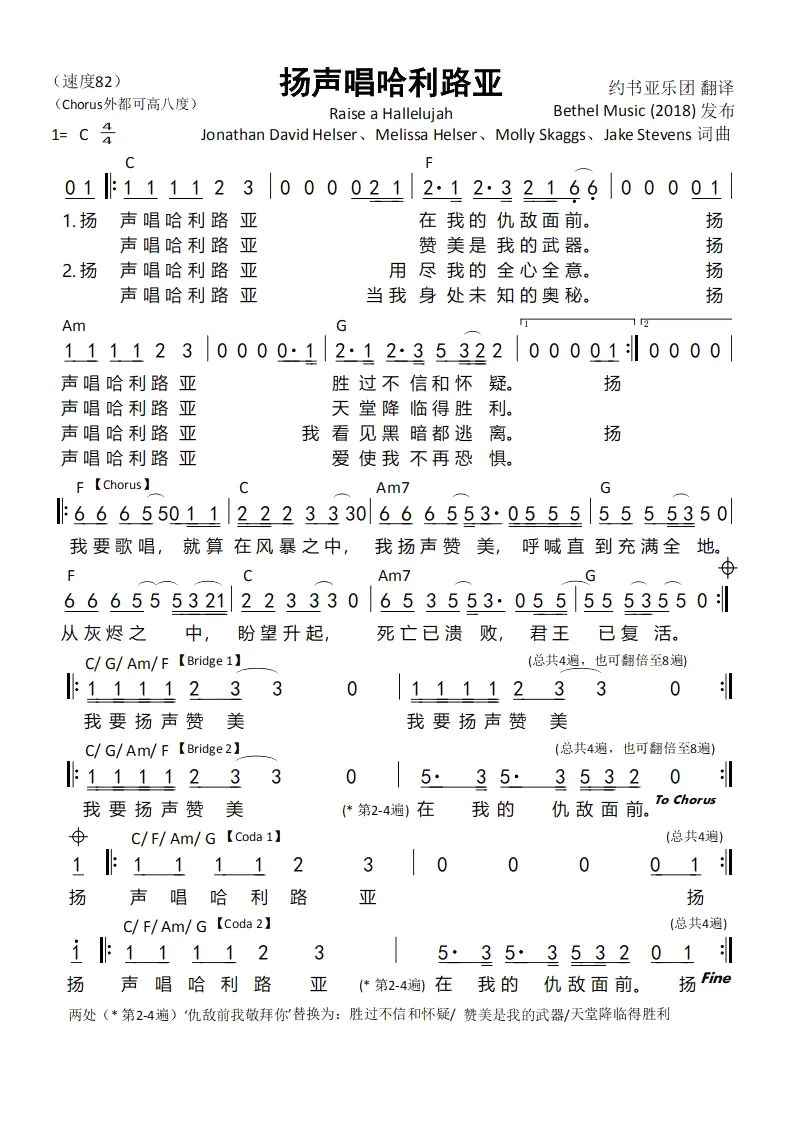 （速度82）
扬声唱哈利路亚
约书亚乐团 翻译
（Chorus外都可高八度）
Raise a Hallelujah
Bethel Music (2018) 发布
1= C 4/4
Jonathan David Helser、Melissa Helser、Molly Skaggs、Jake Stevens 词曲
C F
0 1 ‖: 1 1 1 1 2 3 | 0 0 0 0 2 1 | 2· 1 2· 3 2 1 6 6 | 0 0 0 0 1 |
1. 扬 声唱哈利路 亚 在 我的 仇敌面前。 扬
声唱哈利路 亚 赞 美是 我的武器。 扬
2. 扬 声唱哈利路 亚 用 尽我的 全心全意。 扬
声唱哈利路 亚 当我 身 处未 知的奥秘。 扬
Am G 1 2
1 1 1 1 2 3 | 0 0 0 0· 1 | 2· 1 2· 3 5 3 2 2 | 0 0 0 0 1 :‖ 0 0 0 0 |
声唱哈利路 亚 胜 过不 信和怀 疑。 扬
声唱哈利路 亚 天 堂降 临得胜 利。
声唱哈利路 亚 我 看 见黑 暗都逃 离。 扬
声唱哈利路 亚 爱 使我 不再恐 惧。
F 【Chorus】 C Am7 G
‖: 6 6 6 5 5 0 1 1 | 2 2 2 3 3 3 0 | 6 6 6 5 5 3· 0 5 5 5 | 5 5 5 5 3 5 0 |
我要歌唱， 就算 在风暴之中， 我扬声赞 美， 呼喊直 到充满全 地。
F C Am7 G
6 6 6 5 5 5 3 2 1 | 2 2 3 3 3 0 | 6 5 3 5 5 3· 0 5 5 | 5 5 5 3 5 5 0 :‖
从灰烬之 中， 盼望升起， 死亡已溃 败， 君王 已复 活。
C/ G/ Am/ F 【Bridge 1】 (总共4遍，也可翻倍至8遍)
‖: 1 1 1 1 2 3 3 0 | 1 1 1 1 2 3 3 0 :‖
我要扬声赞 美 我要扬声赞 美
C/ G/ Am/ F 【Bridge 2】 (总共4遍，也可翻倍至8遍)
‖: 1 1 1 1 2 3 3 0 | 5· 3 5· 3 5 3 2 0 :‖
我要扬声赞 美 (* 第2-4遍) 在 我的 仇敌面前。 To Chorus
C/ F/ Am/ G 【Coda 1】 (总共4遍)
1 ‖: 1 1 1 1 2 3 | 0 0 0 0 1 :‖
扬 声 唱 哈 利 路 亚 扬
C/ F/ Am/ G 【Coda 2】 (总共4遍)
1 ‖: 1 1 1 1 2 3 | 5· 3 5· 3 5 3 2 0 1 :‖
扬 声 唱 哈 利 路 亚 (* 第2-4遍) 在 我的 仇敌面前。 扬 Fine
两处（* 第2-4遍）‘仇敌前我敬拜你’替换为：胜过不信和怀疑/ 赞美是我的武器/天堂降临得胜利